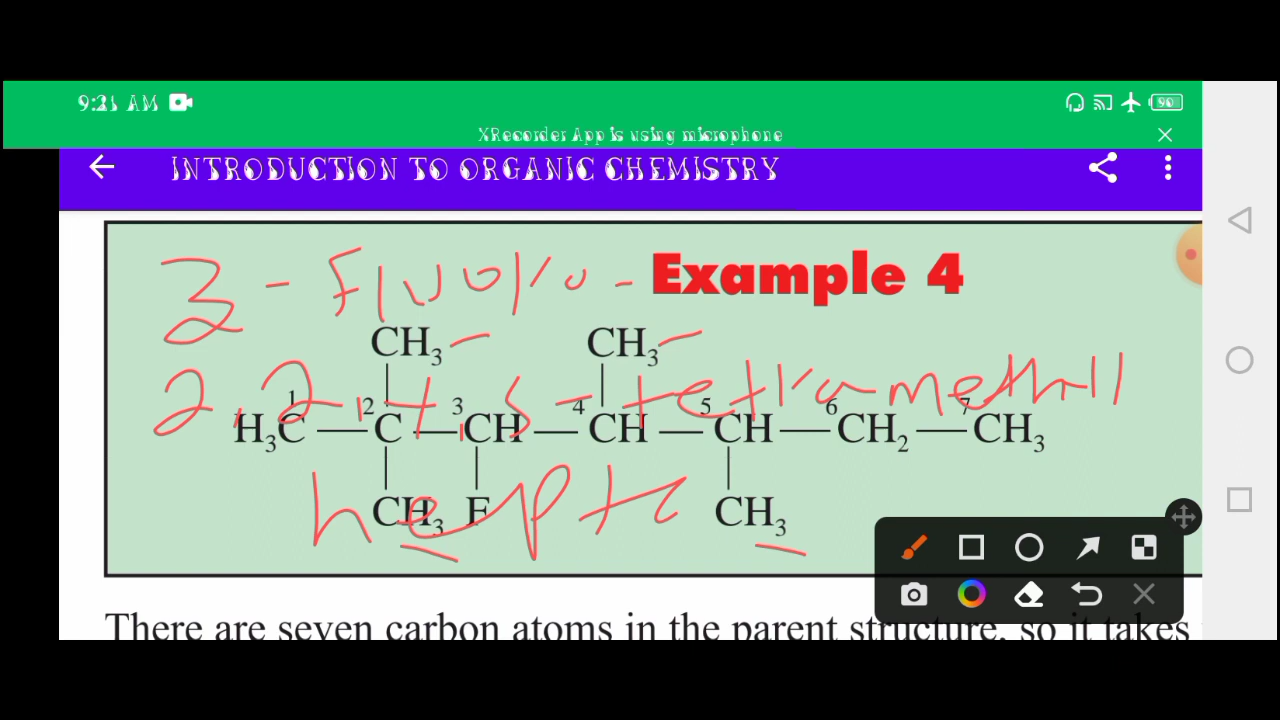 9:21 AM
XRecorder App is using microphone
INTRODUCTION TO ORGANIC CHEMISTRY
3 - Fluoro - Example 4
CH3 CH3
2,2,4,5-tetramethyl
1 2 3 4 5 6 7
H3C — C — CH — CH — CH — CH2 — CH3
CH3 F CH3
hepta
There are seven carbon atoms in the parent structure, so it takes